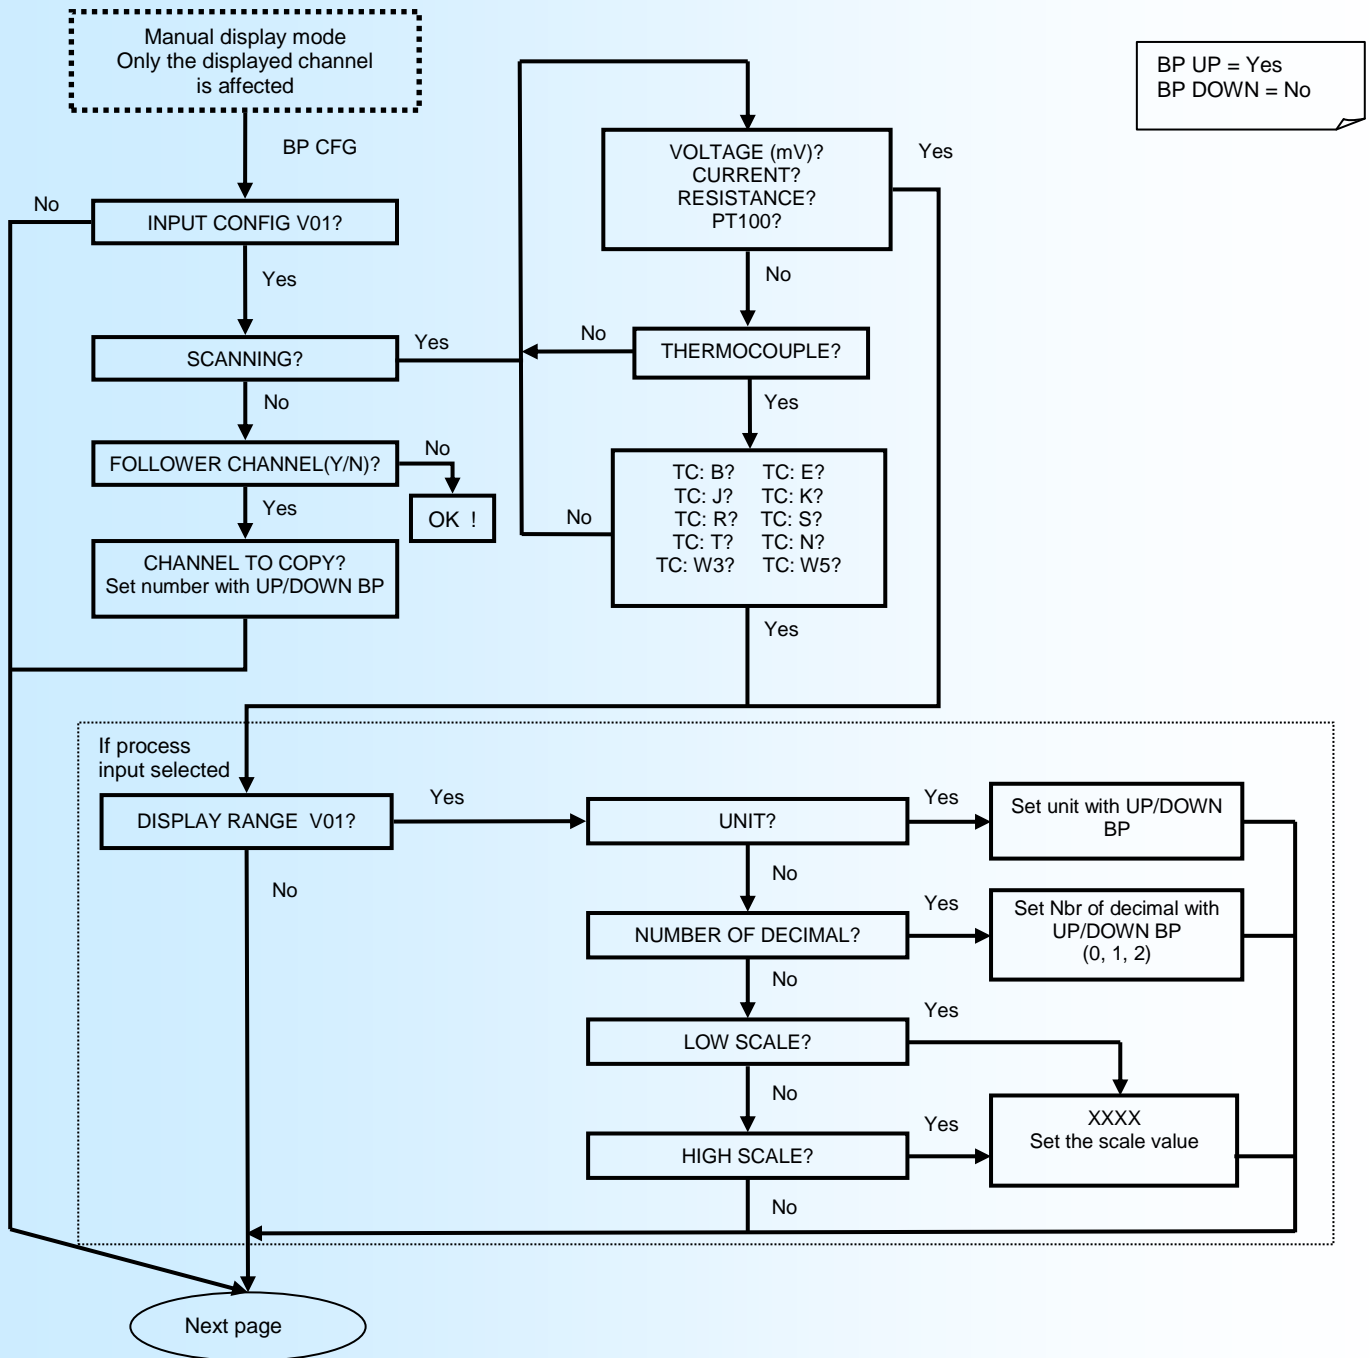 Manual display mode
Only the displayed channel
is affected
BP UP = Yes
BP DOWN = No
BP CFG
VOLTAGE (mV)?
CURRENT?
RESISTANCE?
PT100?
Yes
No
INPUT CONFIG V01?
Yes
No
SCANNING?
Yes
No
THERMOCOUPLE?
No
Yes
FOLLOWER CHANNEL(Y/N)?
No
OK !
Yes
TC: B? TC: E?
TC: J? TC: K?
TC: R? TC: S?
TC: T? TC: N?
TC: W3? TC: W5?
No
Yes
CHANNEL TO COPY?
Set number with UP/DOWN BP
If process
input selected
DISPLAY RANGE V01?
Yes
No
UNIT?
Yes
Set unit with UP/DOWN
BP
No
NUMBER OF DECIMAL?
Yes
Set Nbr of decimal with
UP/DOWN BP
(0, 1, 2)
No
LOW SCALE?
Yes
No
HIGH SCALE?
Yes
XXXX
Set the scale value
No
Next page